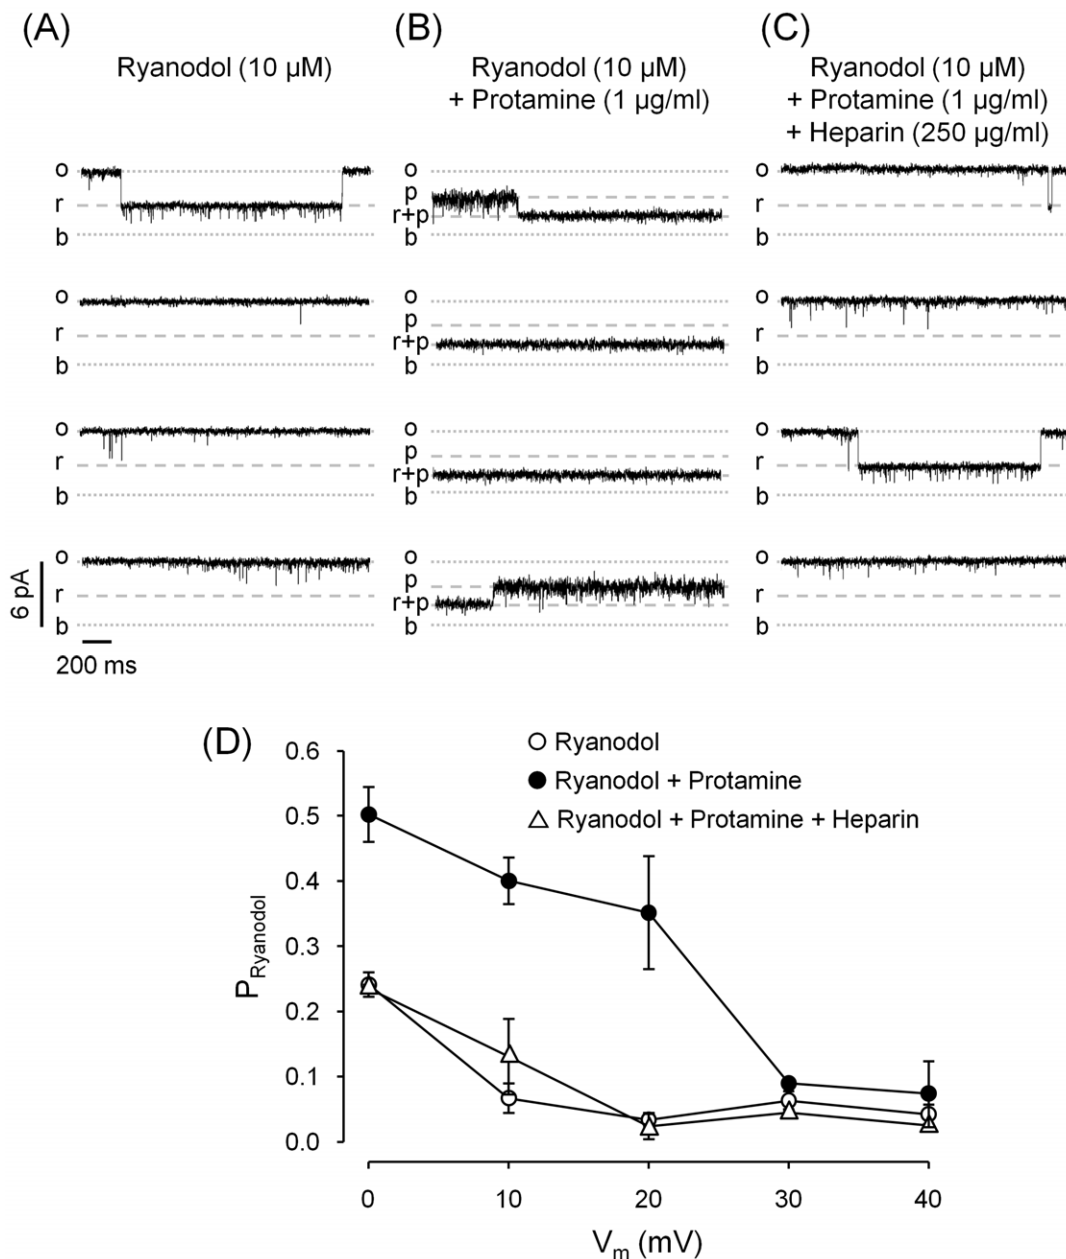 (A)
Ryanodol (10 µM)
(B)
Ryanodol (10 µM)
+ Protamine (1 µg/ml)
(C)
Ryanodol (10 µM)
+ Protamine (1 µg/ml)
+ Heparin (250 µg/ml)
o
r
b
o
r
b
o
r
b
o
r
b
6 pA
200 ms
o
p
r+p
b
o
p
r+p
b
o
p
r+p
b
o
p
r+p
b
o
r
b
o
r
b
o
r
b
o
r
b
(D)
Ryanodol
Ryanodol + Protamine
Ryanodol + Protamine + Heparin
P_Ryanodol
0.6
0.5
0.4
0.3
0.2
0.1
0.0
0 10 20 30 40
V_m (mV)